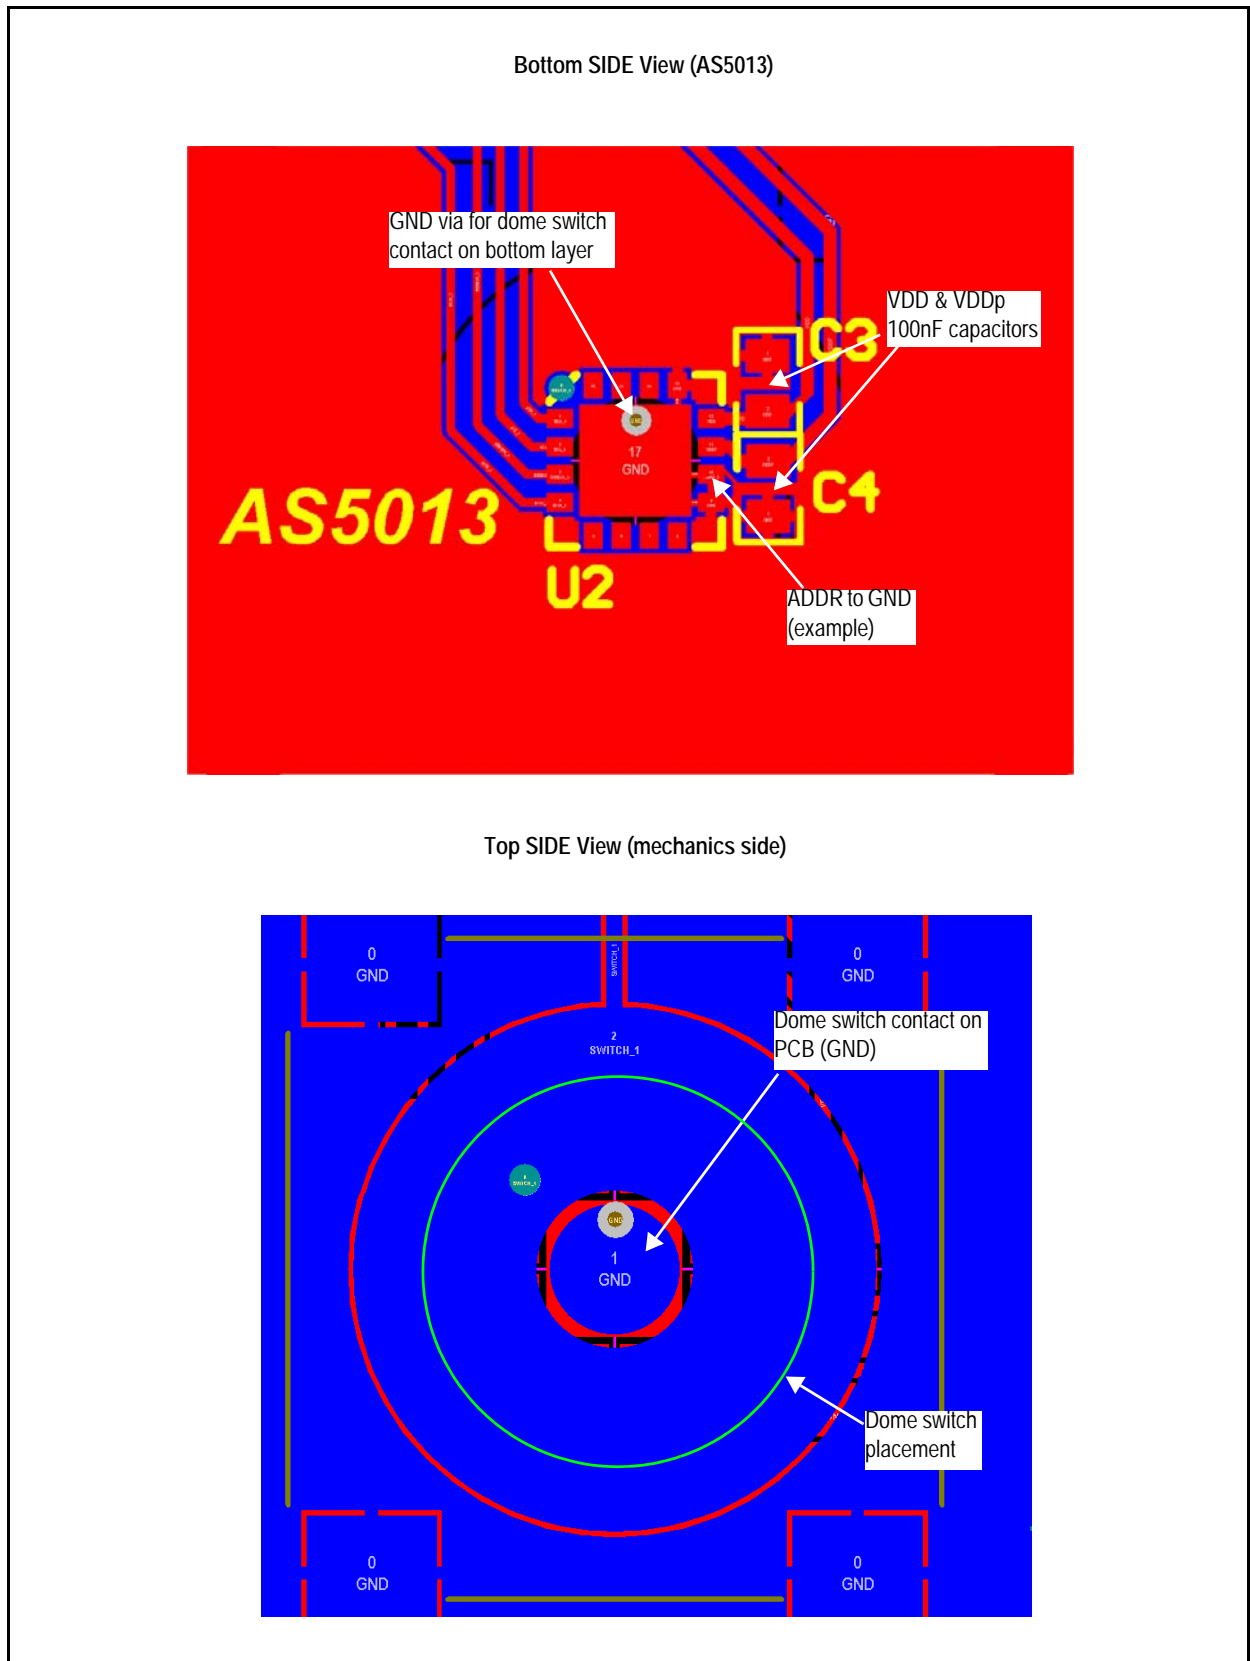 Bottom SIDE View (AS5013)
GND via for dome switch
contact on bottom layer
VDD & VDDp
100nF capacitors
C3
17
GND
C4
AS5013
U2
ADDR to GND
(example)
Top SIDE View (mechanics side)
0
GND
SWITCH_1
0
GND
Dome switch contact on
PCB (GND)
2
SWITCH_1
SWITCH_1
GND
1
GND
Dome switch
placement
0
GND
0
GND